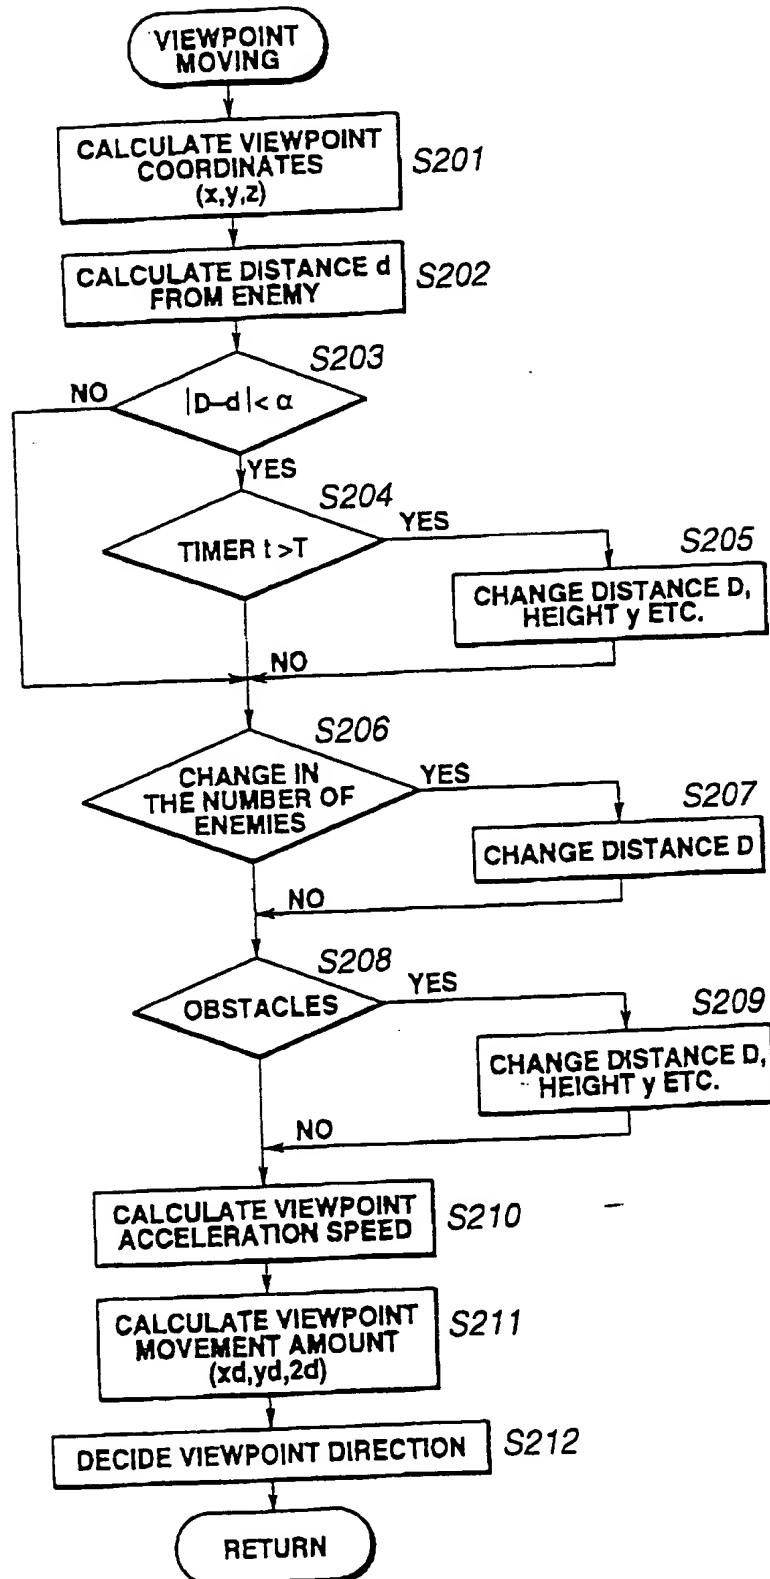 VIEWPOINT
MOVING
CALCULATE VIEWPOINT
COORDINATES
(x,y,z)
S201
CALCULATE DISTANCE d
FROM ENEMY
S202
S203
NO
|D–d|< α
YES
S204
TIMER t >T
YES
S205
CHANGE DISTANCE D,
HEIGHT y ETC.
NO
S206
CHANGE IN
THE NUMBER OF
ENEMIES
YES
S207
CHANGE DISTANCE D
NO
S208
OBSTACLES
YES
S209
CHANGE DISTANCE D,
HEIGHT y ETC.
NO
CALCULATE VIEWPOINT
ACCELERATION SPEED
S210
CALCULATE VIEWPOINT
MOVEMENT AMOUNT
(xd,yd,2d)
S211
DECIDE VIEWPOINT DIRECTION
S212
RETURN